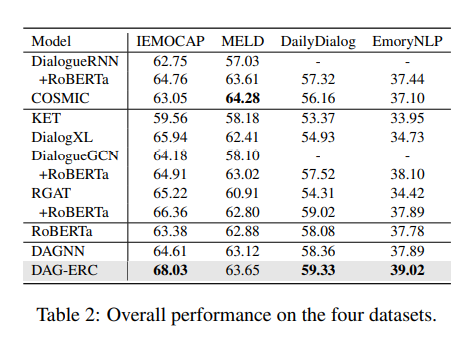 Model IEMOCAP MELD DailyDialog EmoryNLP
DialogueRNN 62.75 57.03 - -
+RoBERTa 64.76 63.61 57.32 37.44
COSMIC 63.05 64.28 56.16 37.10
KET 59.56 58.18 53.37 33.95
DialogXL 65.94 62.41 54.93 34.73
DialogueGCN 64.18 58.10 - -
+RoBERTa 64.91 63.02 57.52 38.10
RGAT 65.22 60.91 54.31 34.42
+RoBERTa 66.36 62.80 59.02 37.89
RoBERTa 63.38 62.88 58.08 37.78
DAGNN 64.61 63.12 58.36 37.89
DAG-ERC 68.03 63.65 59.33 39.02
Table 2: Overall performance on the four datasets.